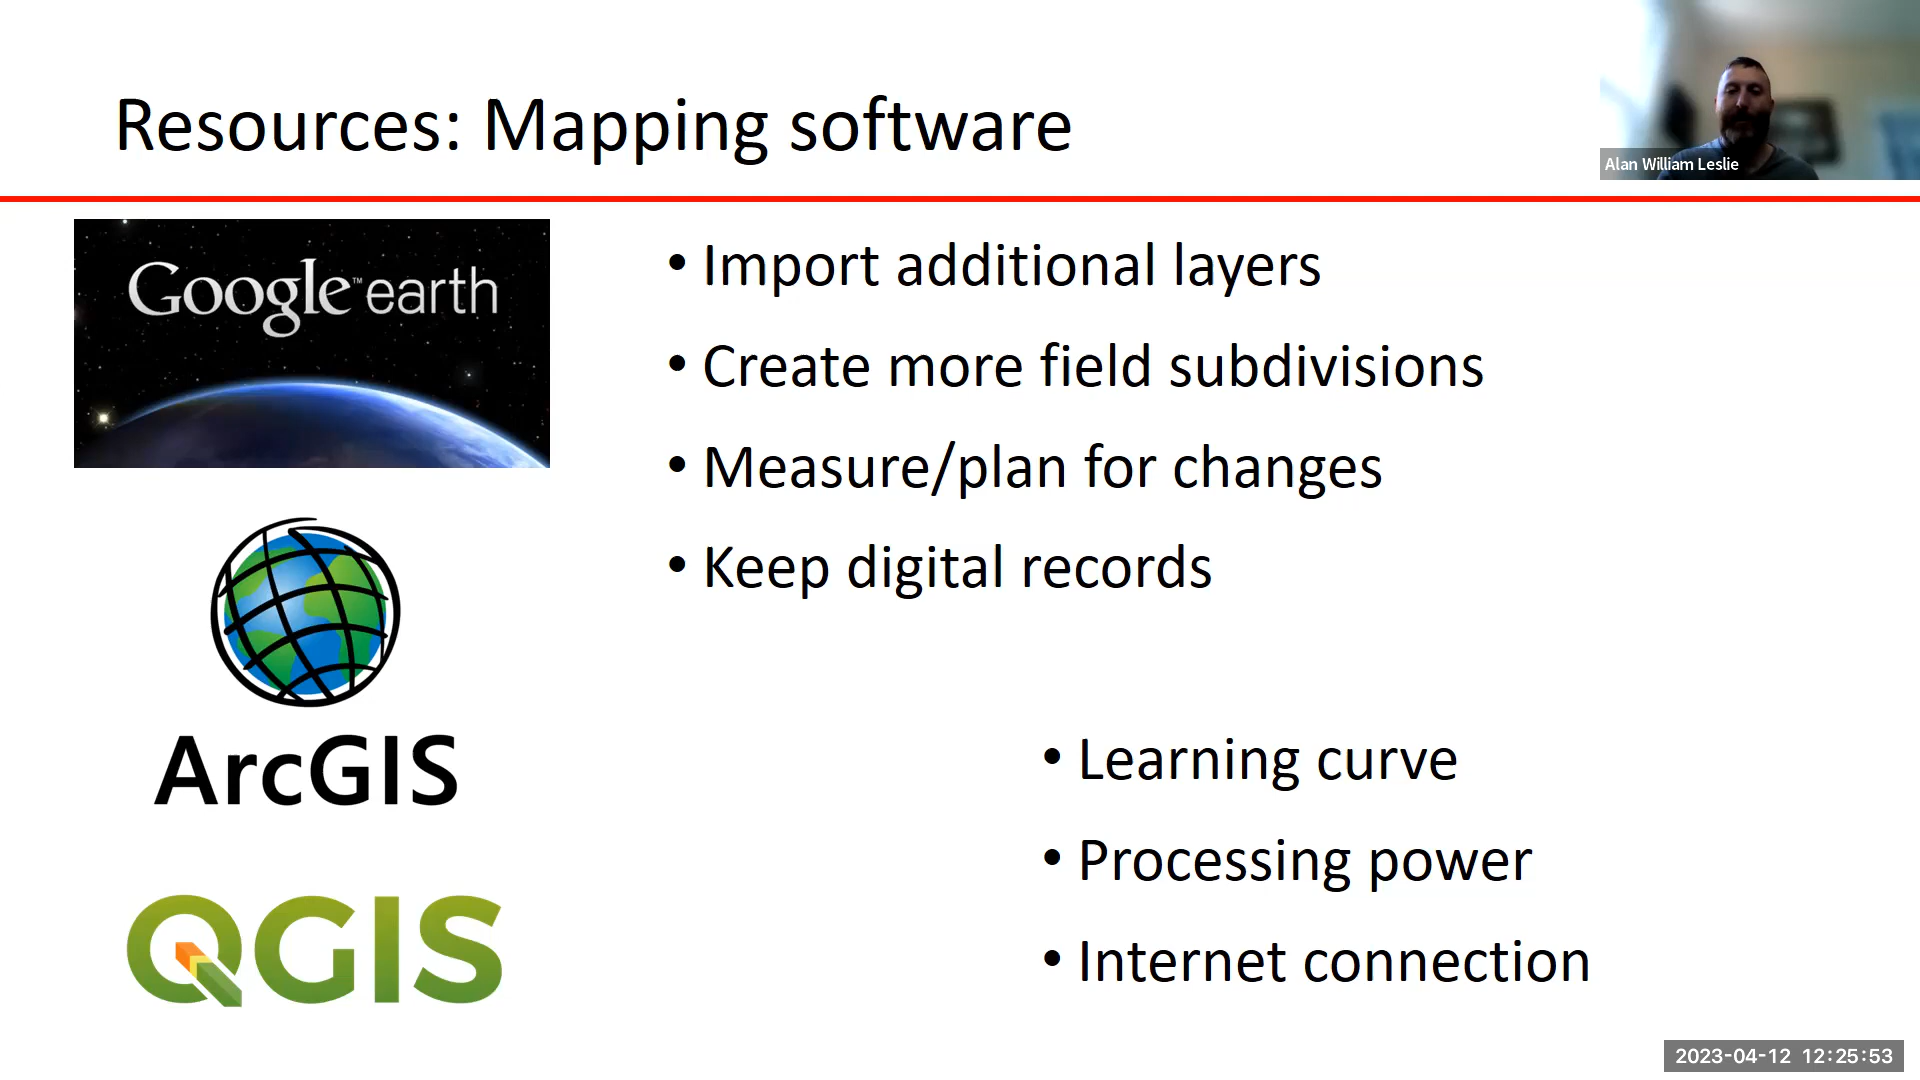 Resources: Mapping software
Alan William Leslie
Google™ earth
• Import additional layers
• Create more field subdivisions
• Measure/plan for changes
• Keep digital records
ArcGIS
• Learning curve
• Processing power
• Internet connection
QGIS
2023-04-12 12:25:53